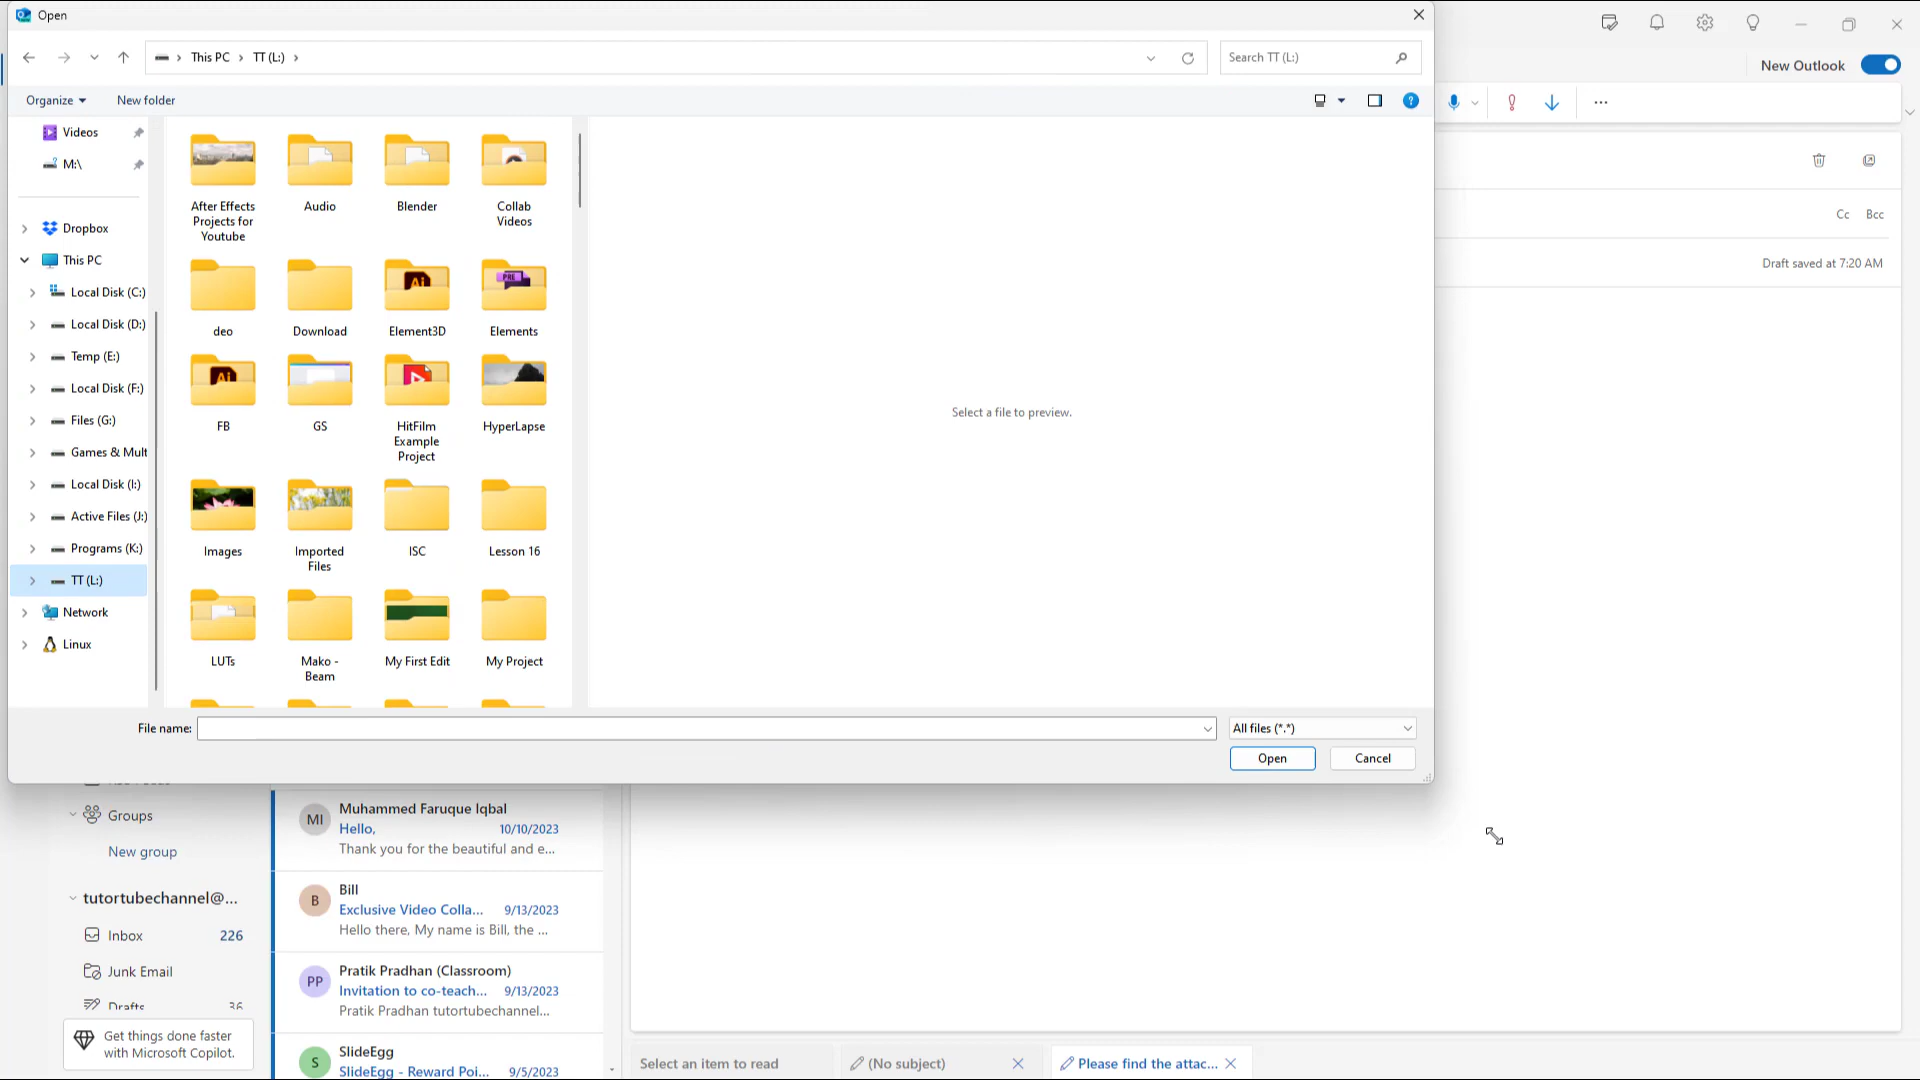 Open
This PC
TT (L:)
Search TT (L:)
New Outlook
Organize
New folder
Videos
M:\
Dropbox
This PC
Local Disk (C:)
Local Disk (D:)
Temp (E:)
Local Disk (F:)
Files (G:)
Games & Mult
Local Disk (I:)
Active Files (J:)
Programs (K:)
TT (L:)
Network
Linux
After Effects
Projects for
Youtube
Audio
Blender
Collab
Videos
deo
Download
Element3D
Elements
FB
GS
HitFilm
Example
Project
HyperLapse
Images
Imported
Files
ISC
Lesson 16
LUTs
Mako -
Beam
My First Edit
My Project
Select a file to preview.
Cc Bcc
Draft saved at 7:20 AM
File name:
All files (*.*)
Open
Cancel
Groups
New group
tutortubechannel@...
Inbox 226
Junk Email
Drafts 36
Get things done faster
with Microsoft Copilot.
MI
Muhammed Faruque Iqbal
Hello, 10/10/2023
Thank you for the beautiful and e...
B
Bill
Exclusive Video Colla... 9/13/2023
Hello there, My name is Bill, the ...
PP
Pratik Pradhan (Classroom)
Invitation to co-teach... 9/13/2023
Pratik Pradhan tutortubechannel...
S
SlideEgg
SlideEgg - Reward Poi... 9/5/2023
Select an item to read
(No subject)
Please find the attac...